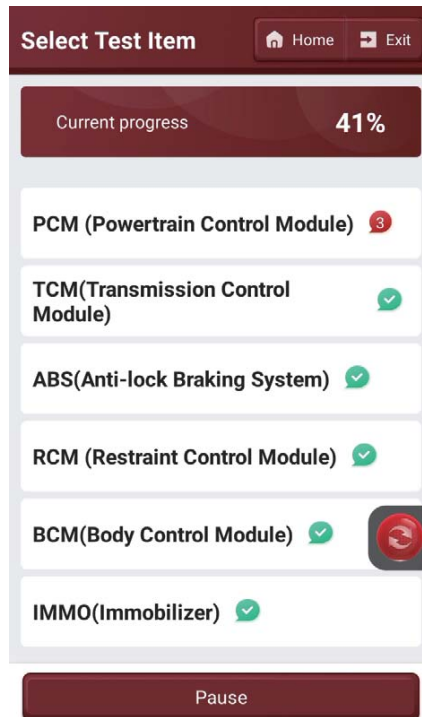 Select Test Item
Home
Exit
Current progress
41%
PCM (Powertrain Control Module)
3
TCM(Transmission Control
Module)
ABS(Anti-lock Braking System)
RCM (Restraint Control Module)
BCM(Body Control Module)
IMMO(Immobilizer)
Pause